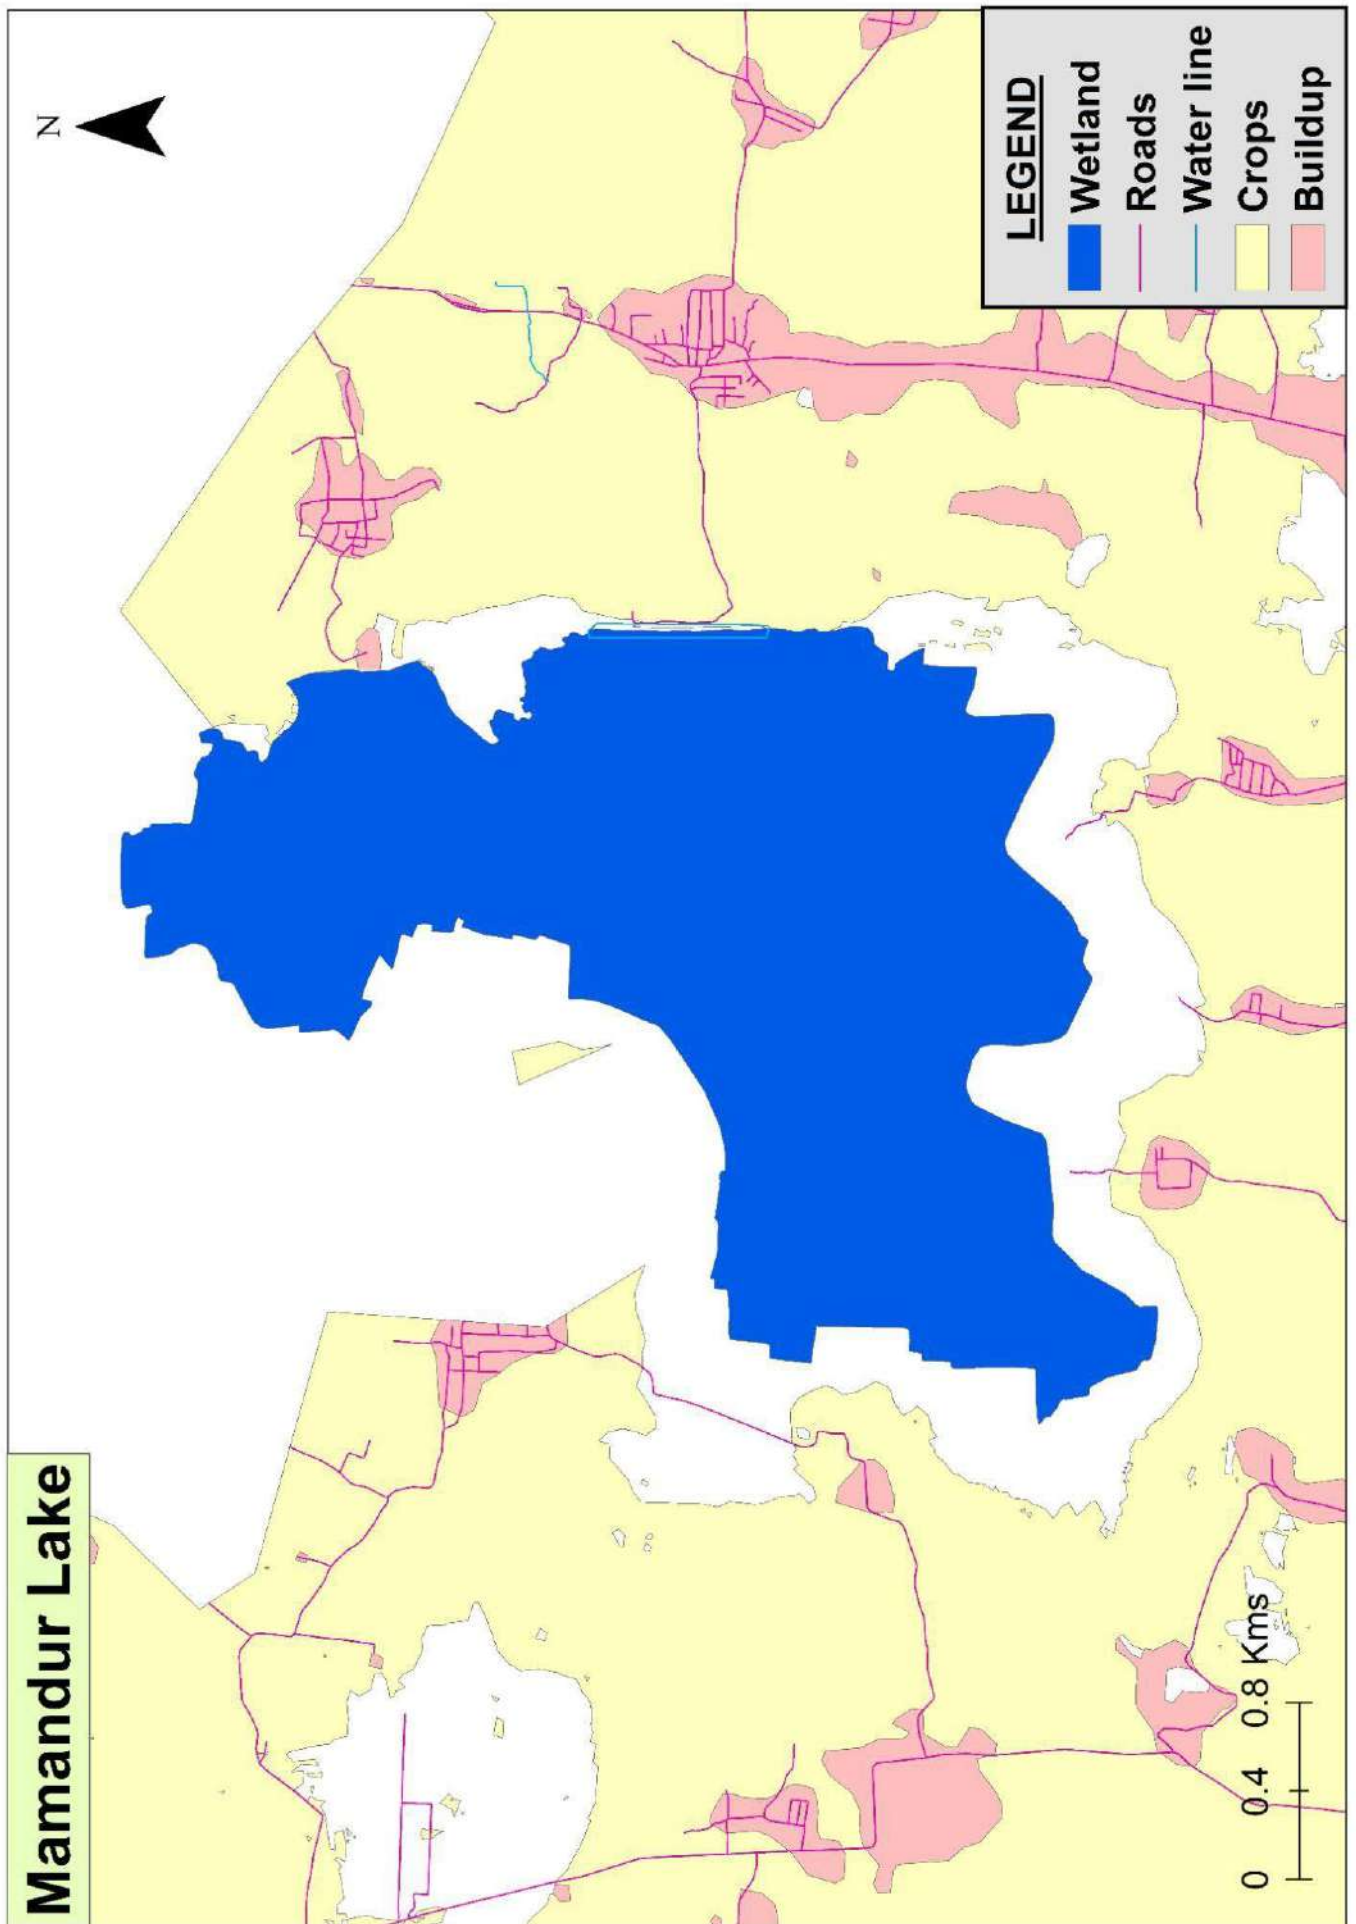 Mamandur Lake
N
LEGEND
Wetland
Roads
Water line
Crops
Buildup
0 0.4 0.8 Kms